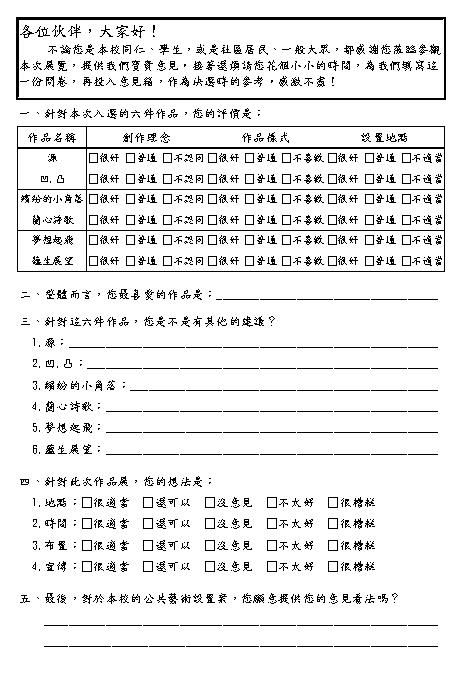 各位伙伴，大家好！
不論您是本校同仁、學生，或是社區居民、一般大眾，都感謝您蒞臨參觀
本次展覽，提供我們寶貴意見，接著還煩請您花個小小的時間，為我們填寫這
一份問卷，再投入意見箱，作為決選時的參考，感激不盡！
一、針對本次入選的六件作品，您的評價是：
作品名稱 創作理念 作品樣式 設置地點
源 □很好 □普通 □不認同 □很好 □普通 □不喜歡 □很好 □普通 □不適當
凹.凸 □很好 □普通 □不認同 □很好 □普通 □不喜歡 □很好 □普通 □不適當
繽紛的小角落 □很好 □普通 □不認同 □很好 □普通 □不喜歡 □很好 □普通 □不適當
蘭心詩歌 □很好 □普通 □不認同 □很好 □普通 □不喜歡 □很好 □普通 □不適當
夢想起飛 □很好 □普通 □不認同 □很好 □普通 □不喜歡 □很好 □普通 □不適當
蘊生展望 □很好 □普通 □不認同 □很好 □普通 □不喜歡 □很好 □普通 □不適當
二、整體而言，您最喜愛的作品是：
三、針對這六件作品，您是不是有其他的建議？
1.源：
2.凹.凸：
3.繽紛的小角落：
4.蘭心詩歌：
5.夢想起飛：
6.蘊生展望：
四、針對此次作品展，您的想法是：
1.地點：□很適當 □還可以 □沒意見 □不太好 □很糟糕
2.時間：□很適當 □還可以 □沒意見 □不太好 □很糟糕
3.布置：□很適當 □還可以 □沒意見 □不太好 □很糟糕
4.宣傳：□很適當 □還可以 □沒意見 □不太好 □很糟糕
五、最後，對於本校的公共藝術設置案，您願意提供您的意見看法嗎？